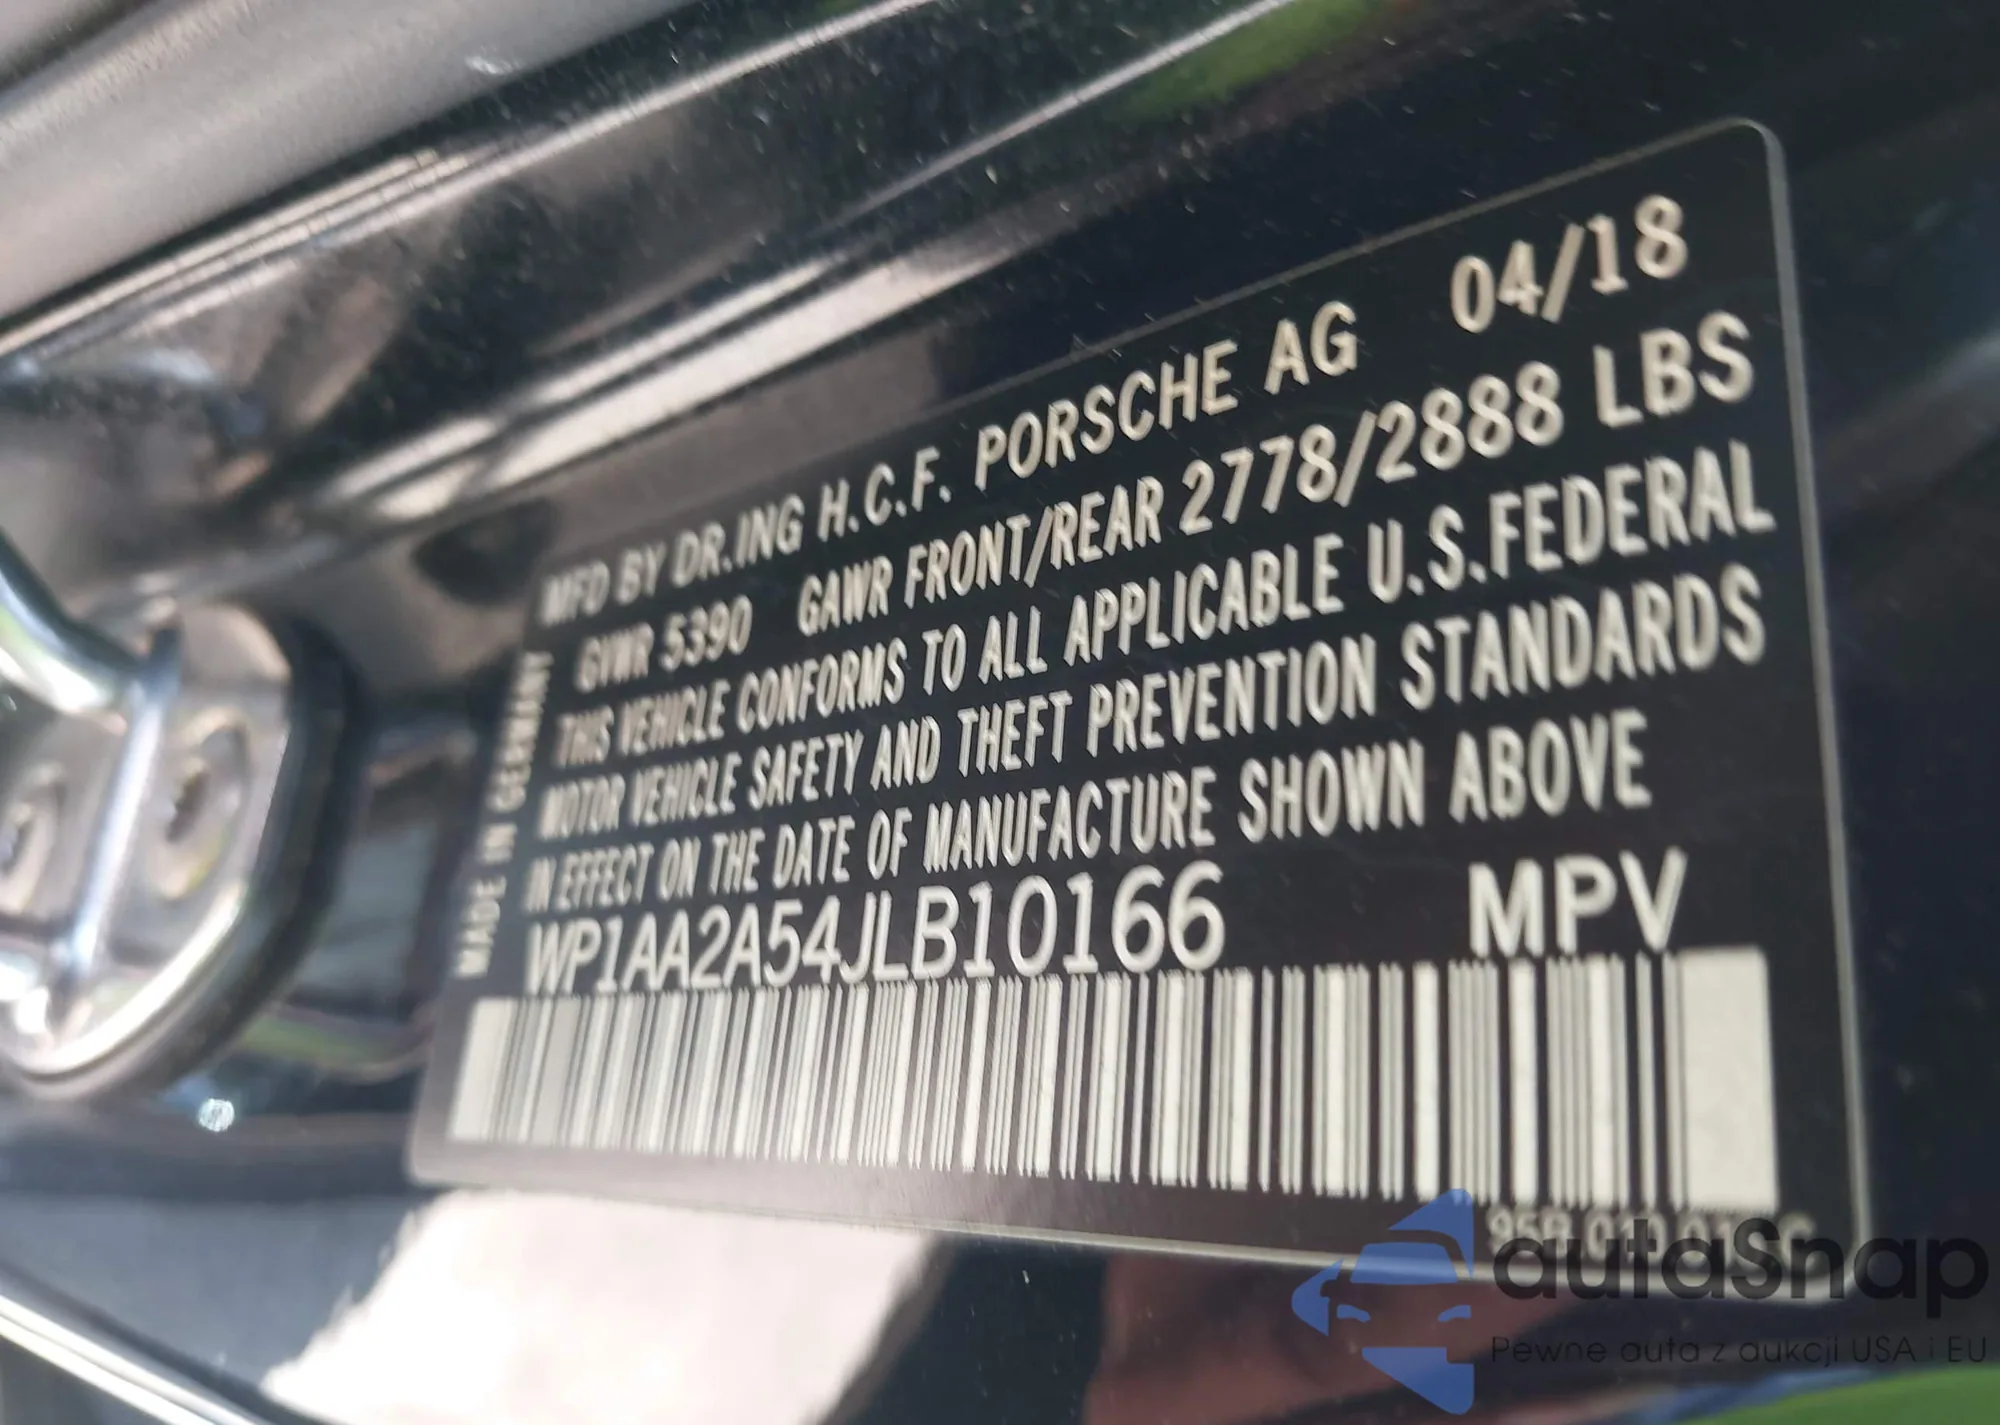 MFD BY DR.ING H.C.F. PORSCHE AG 04/18
GVWR 5390 GAWR FRONT/REAR 2778/2888 LBS
THIS VEHICLE CONFORMS TO ALL APPLICABLE U.S.FEDERAL
MOTOR VEHICLE SAFETY AND THEFT PREVENTION STANDARDS
IN EFFECT ON THE DATE OF MANUFACTURE SHOWN ABOVE
WP1AA2A54JLB10166 MPV
MADE IN GERMANY
autaSnap
Pewne auta z aukcji USA i EU